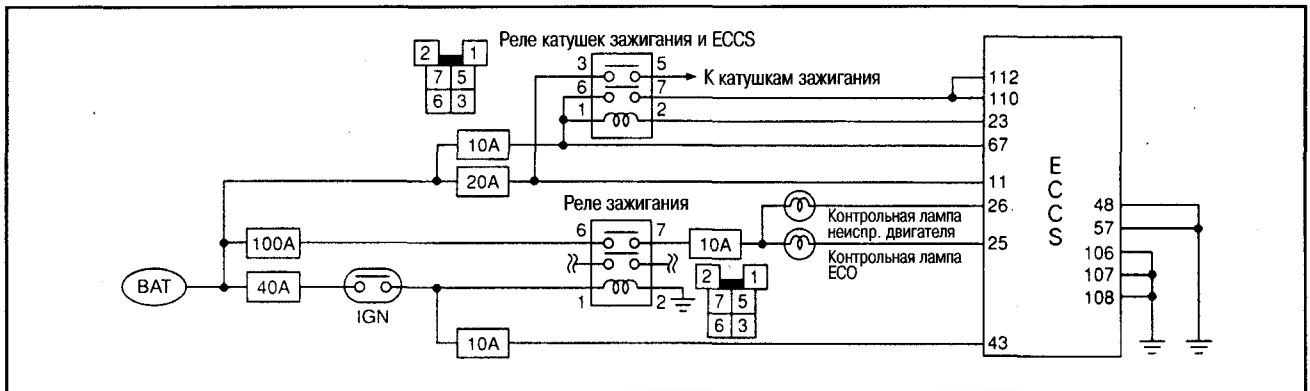 Реле катушек зажигания и ECCS
2 1
7 5
6 3
3 5
К катушкам зажигания
6 7
1 2
112
110
23
10A
67
20A
11
Реле зажигания
26
Контрольная лампа
неиспр. двигателя
100A
6 7
10A
25
Контрольная лампа
ECO
BAT
40A
IGN
1 2
2 1
7 5
6 3
10A
43
ECCS
48
57
106
107
108